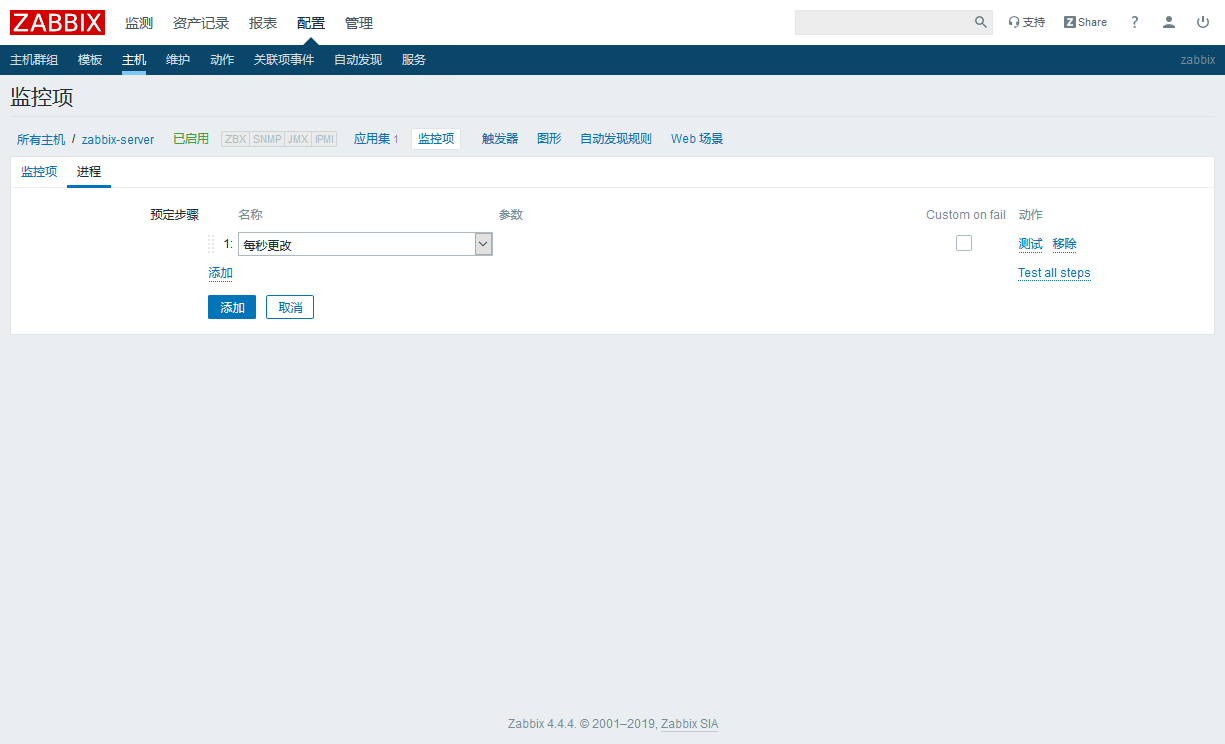 ZABBIX 监测 资产记录 报表 配置 管理 支持 Z Share ?
主机群组 模板 主机 维护 动作 关联项事件 自动发现 服务 zabbix
监控项
所有主机 / zabbix-server 已启用 ZBX SNMP JMX IPMI 应用集 1 监控项 触发器 图形 自动发现规则 Web 场景
监控项 进程
预定步骤 名称 参数 Custom on fail 动作
1: 每秒更改 测试 移除
添加 Test all steps
添加 取消
Zabbix 4.4.4. © 2001–2019, Zabbix SIA